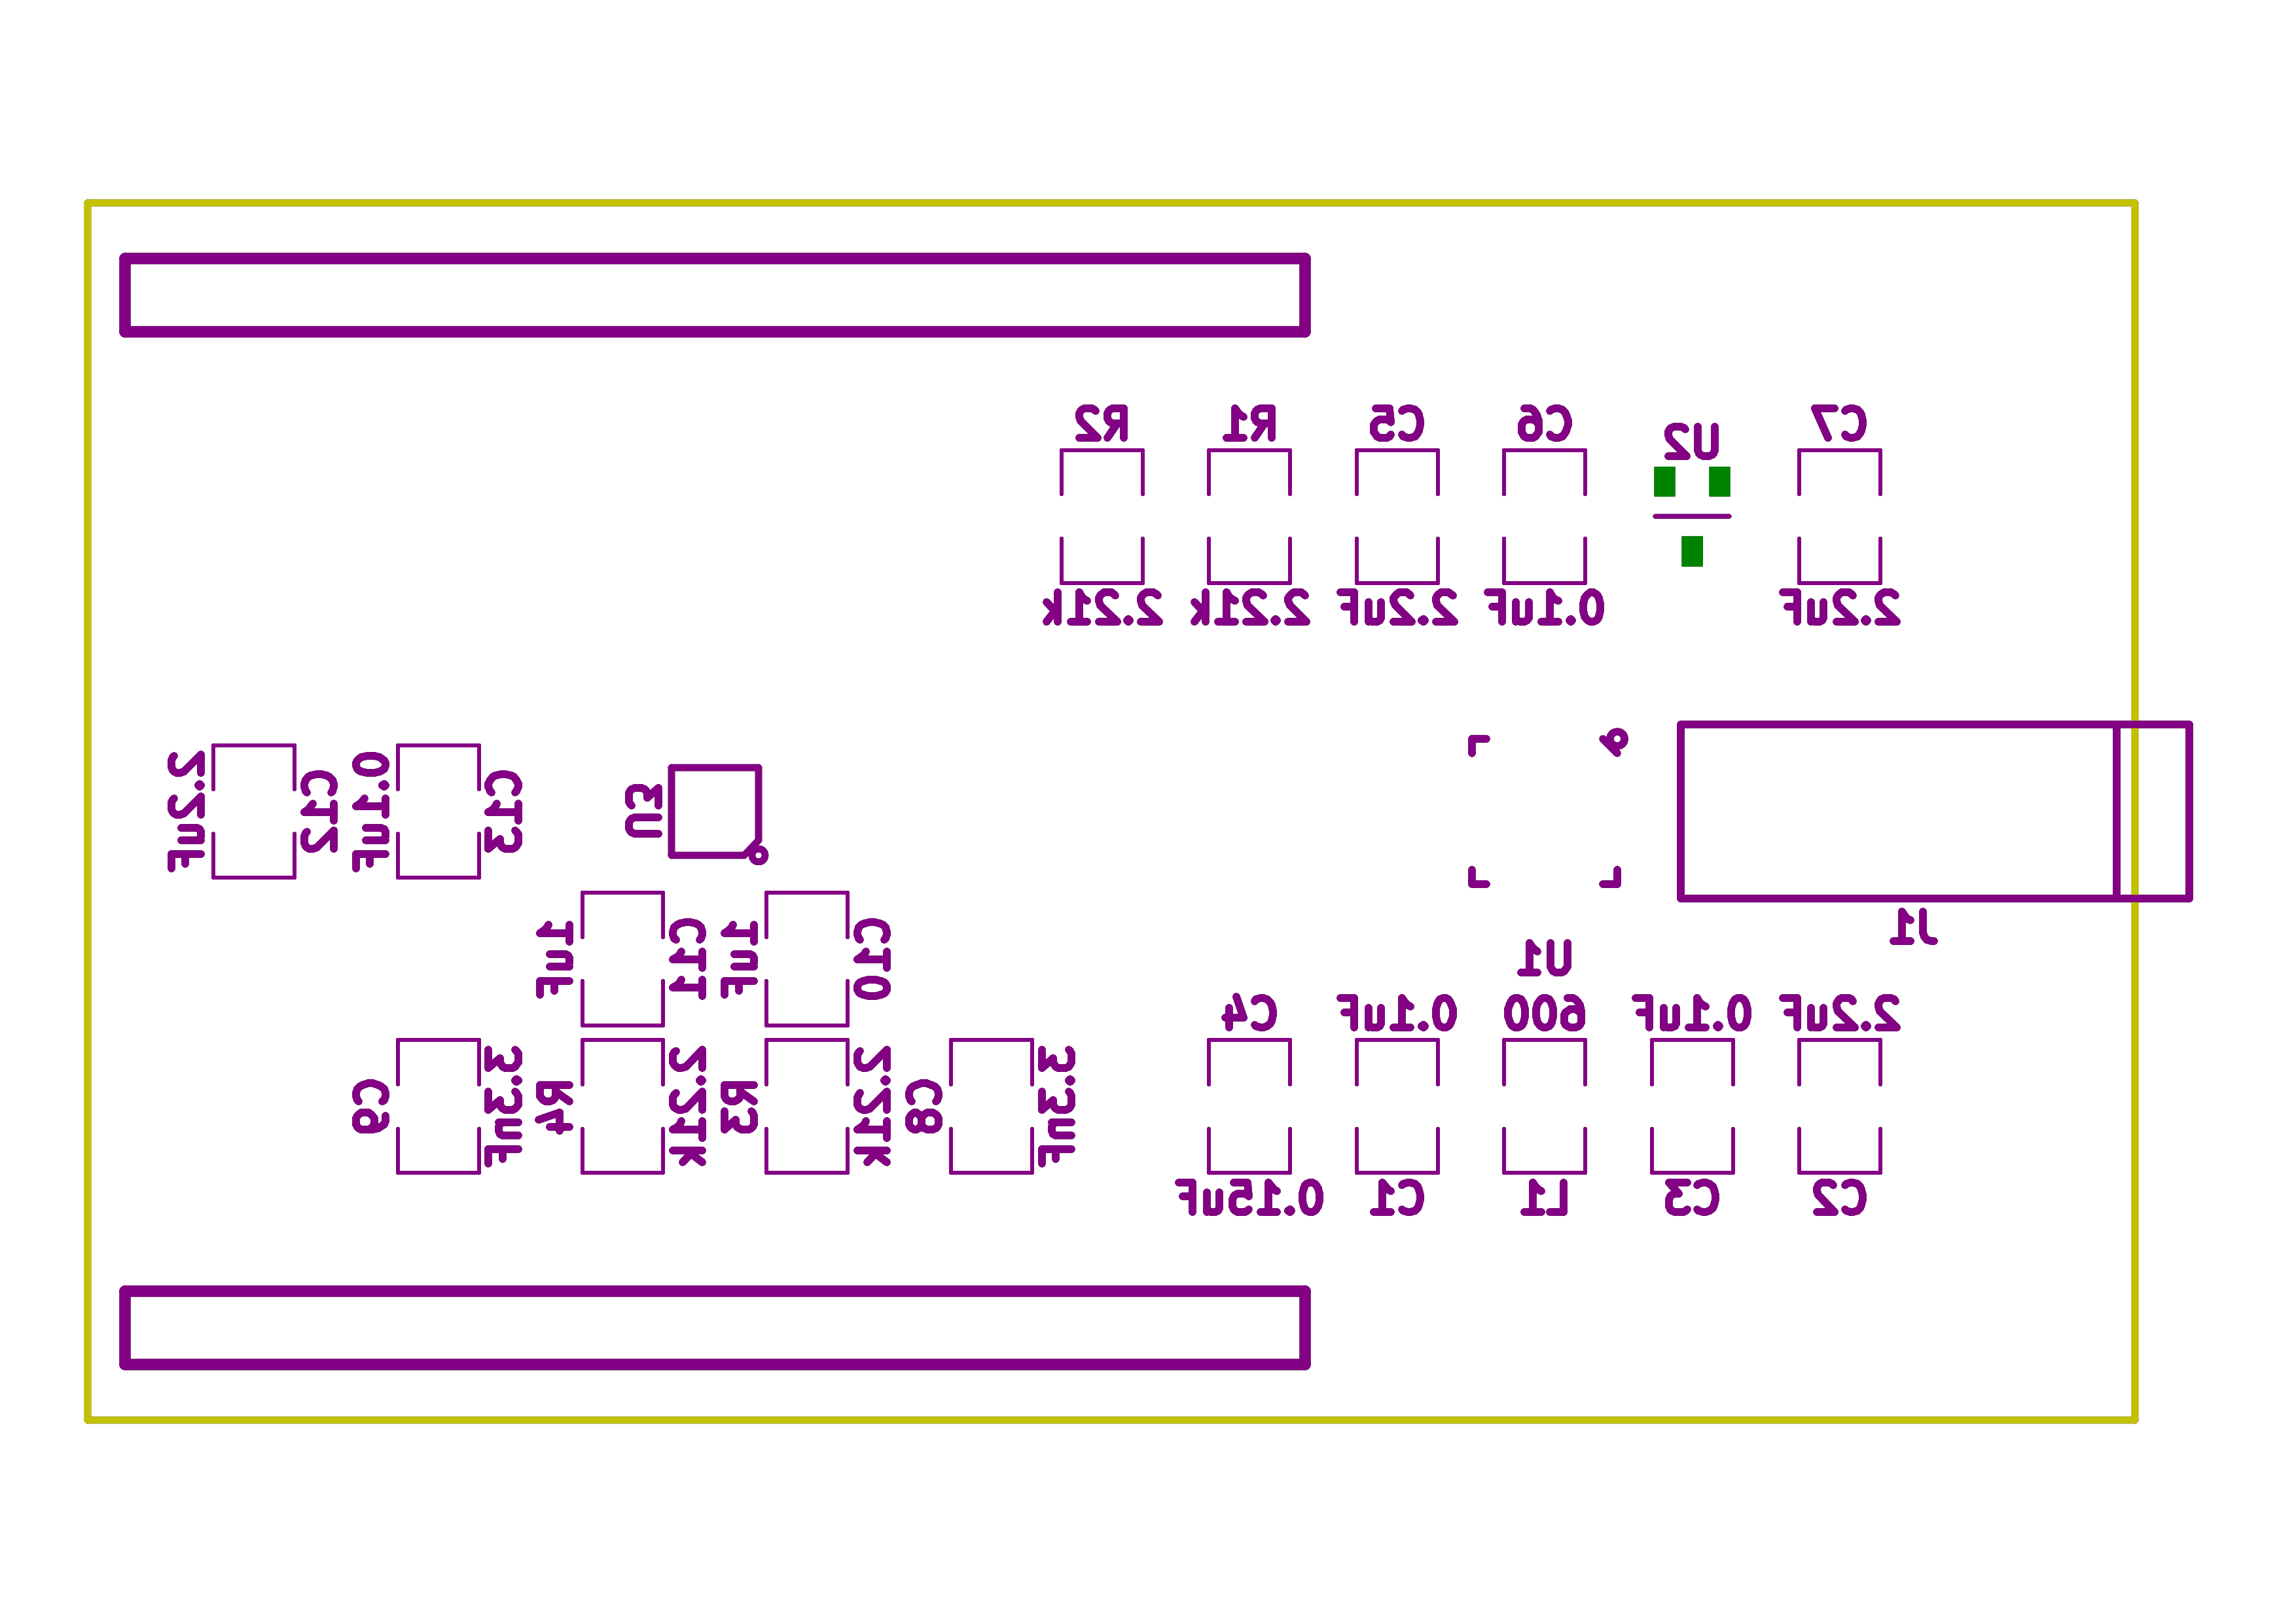 R2
R1
C5
C6
U2
C7
2.21k
2.21k
2.2uF
0.1uF
2.2uF
2.2uF
C12
0.1uF
C13
U3
J1
1uF
C11
1uF
C10
U1
C4
0.1uF
600
0.1uF
2.2uF
C9
3.3nF
R4
2.21k
R3
2.21k
C8
3.3nF
0.15uF
C1
L1
C3
C2